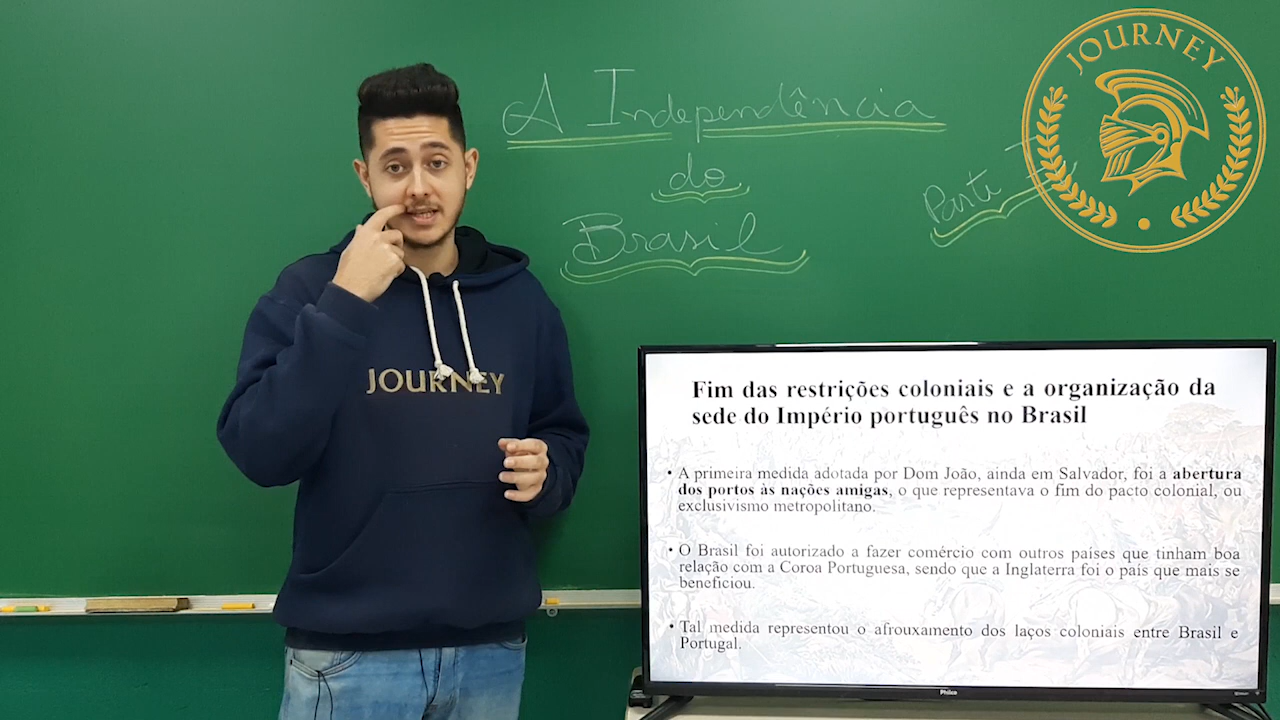 JOURNEY
A Independência
do
Brasil
Parte
JOURNEY
Fim das restrições coloniais e a organização da
sede do Império português no Brasil
• A primeira medida adotada por Dom João, ainda em Salvador, foi a abertura
dos portos às nações amigas, o que representava o fim do pacto colonial, ou
exclusivismo metropolitano.
• O Brasil foi autorizado a fazer comércio com outros países que tinham boa
relação com a Coroa Portuguesa, sendo que a Inglaterra foi o país que mais se
beneficiou.
• Tal medida representou o afrouxamento dos laços coloniais entre Brasil e
Portugal.
Philco